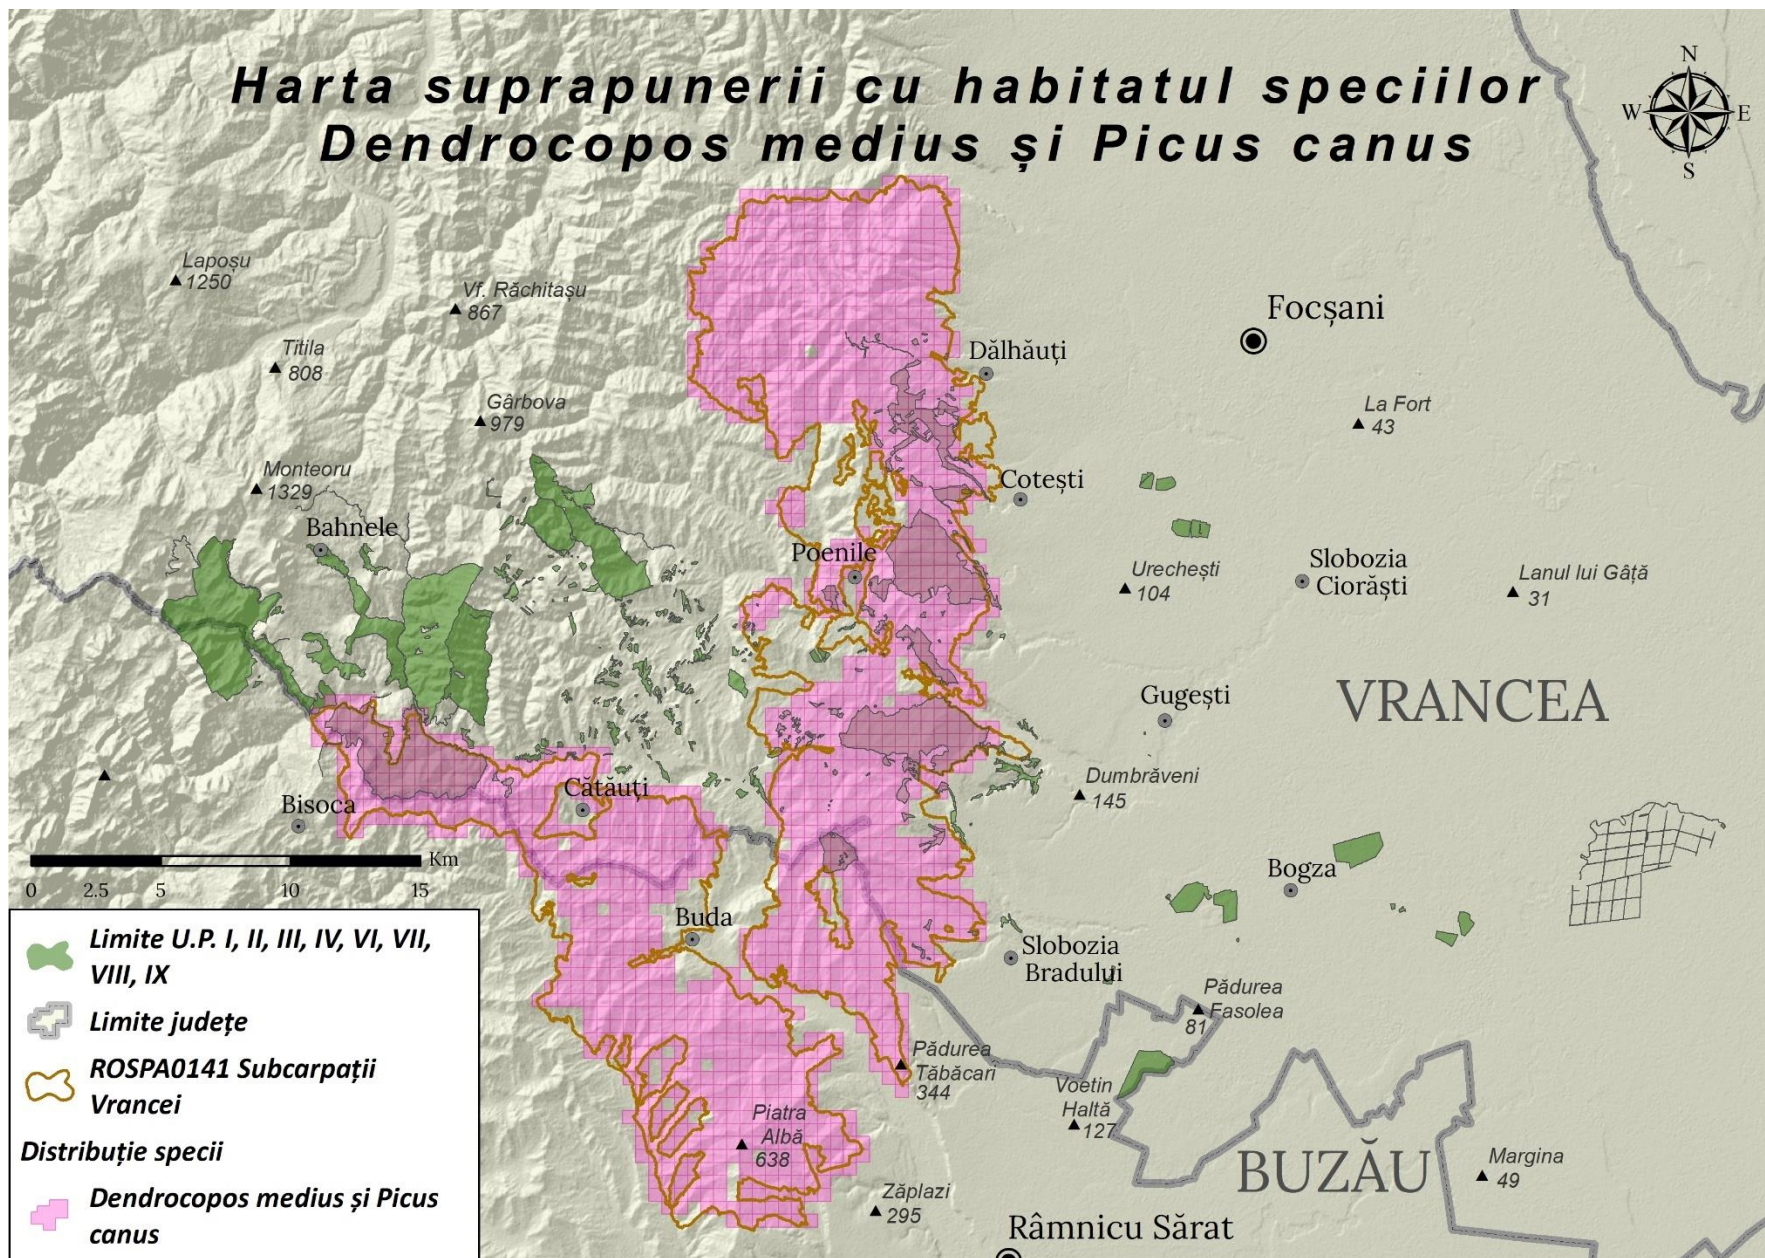 Harta suprapunerii cu habitatul speciilor
Dendrocopos medius și Picus canus
N
W
E
S
Lapoșu
1250
Vf. Răchitașu
867
Titila
808
Gârbova
979
Monteoru
1329
Bahnele
Focșani
Dălhăuți
La Fort
43
Cotești
Poenile
Urechești
104
Slobozia
Ciorăști
Lanul lui Gâță
31
Gugești
VRANCEA
Dumbrăveni
145
Cătăuți
Bisoca
Km
0
2.5
5
10
15
Bogza
Buda
Slobozia
Bradului
Pădurea
Fasolea
81
Pădurea
Tăbăcari
344
Voetin
Haltă
127
Piatra
Albă
638
BUZĂU
Margina
49
Zăplazi
295
Râmnicu Sărat
Limite U.P. I, II, III, IV, VI, VII,
VIII, IX
Limite județe
ROSPA0141 Subcarpații
Vrancei
Distribuție specii
Dendrocopos medius și Picus
canus